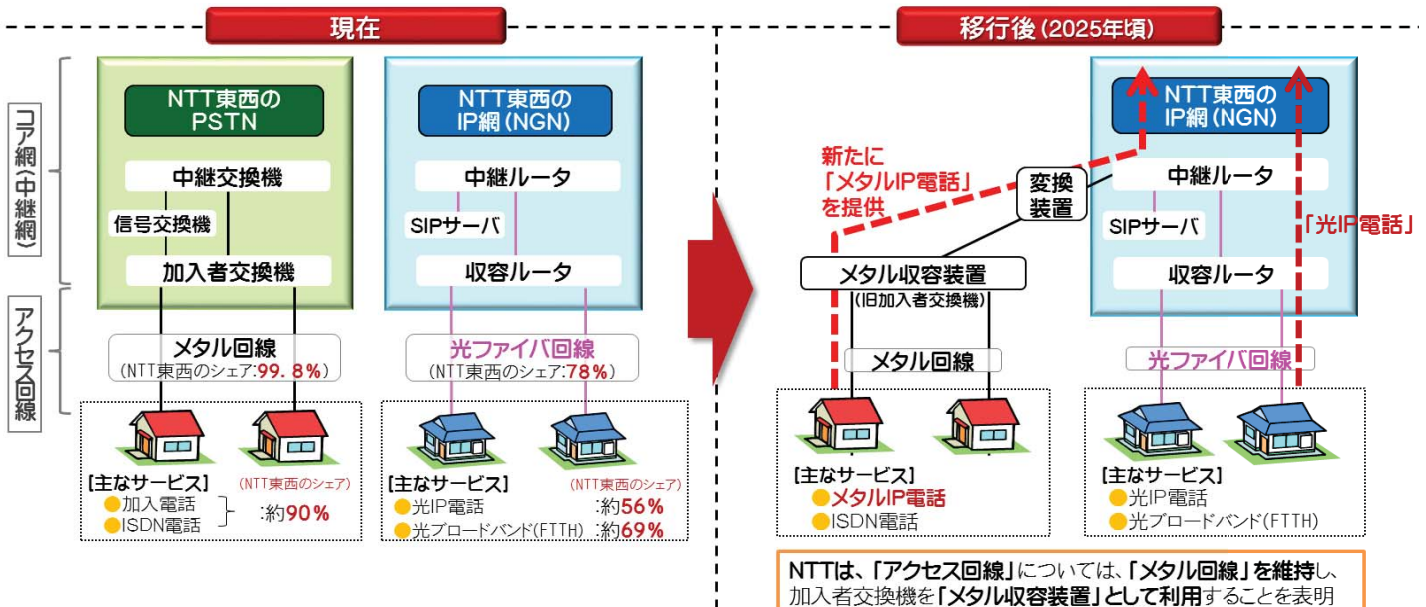 現在
コア網(中継網)
アクセス回線
NTT東西の
PSTN
中継交換機
信号交換機
加入者交換機
メタル回線
(NTT東西のシェア:99.8%)
[主なサービス]
(NTT東西のシェア)
●加入電話
●ISDN電話
:約90%
NTT東西の
IP網(NGN)
中継ルータ
SIPサーバ
収容ルータ
光ファイバ回線
(NTT東西のシェア:78%)
[主なサービス]
(NTT東西のシェア)
●光IP電話 :約56%
●光ブロードバンド(FTTH) :約69%
移行後(2025年頃)
新たに
「メタルIP電話」
を提供
変換
装置
メタル収容装置
(旧加入者交換機)
メタル回線
[主なサービス]
●メタルIP電話
●ISDN電話
NTT東西の
IP網(NGN)
中継ルータ
SIPサーバ
収容ルータ
「光IP電話」
光ファイバ回線
[主なサービス]
●光IP電話
●光ブロードバンド(FTTH)
NTTは、「アクセス回線」については、「メタル回線」を維持し、
加入者交換機を「メタル収容装置」として利用することを表明